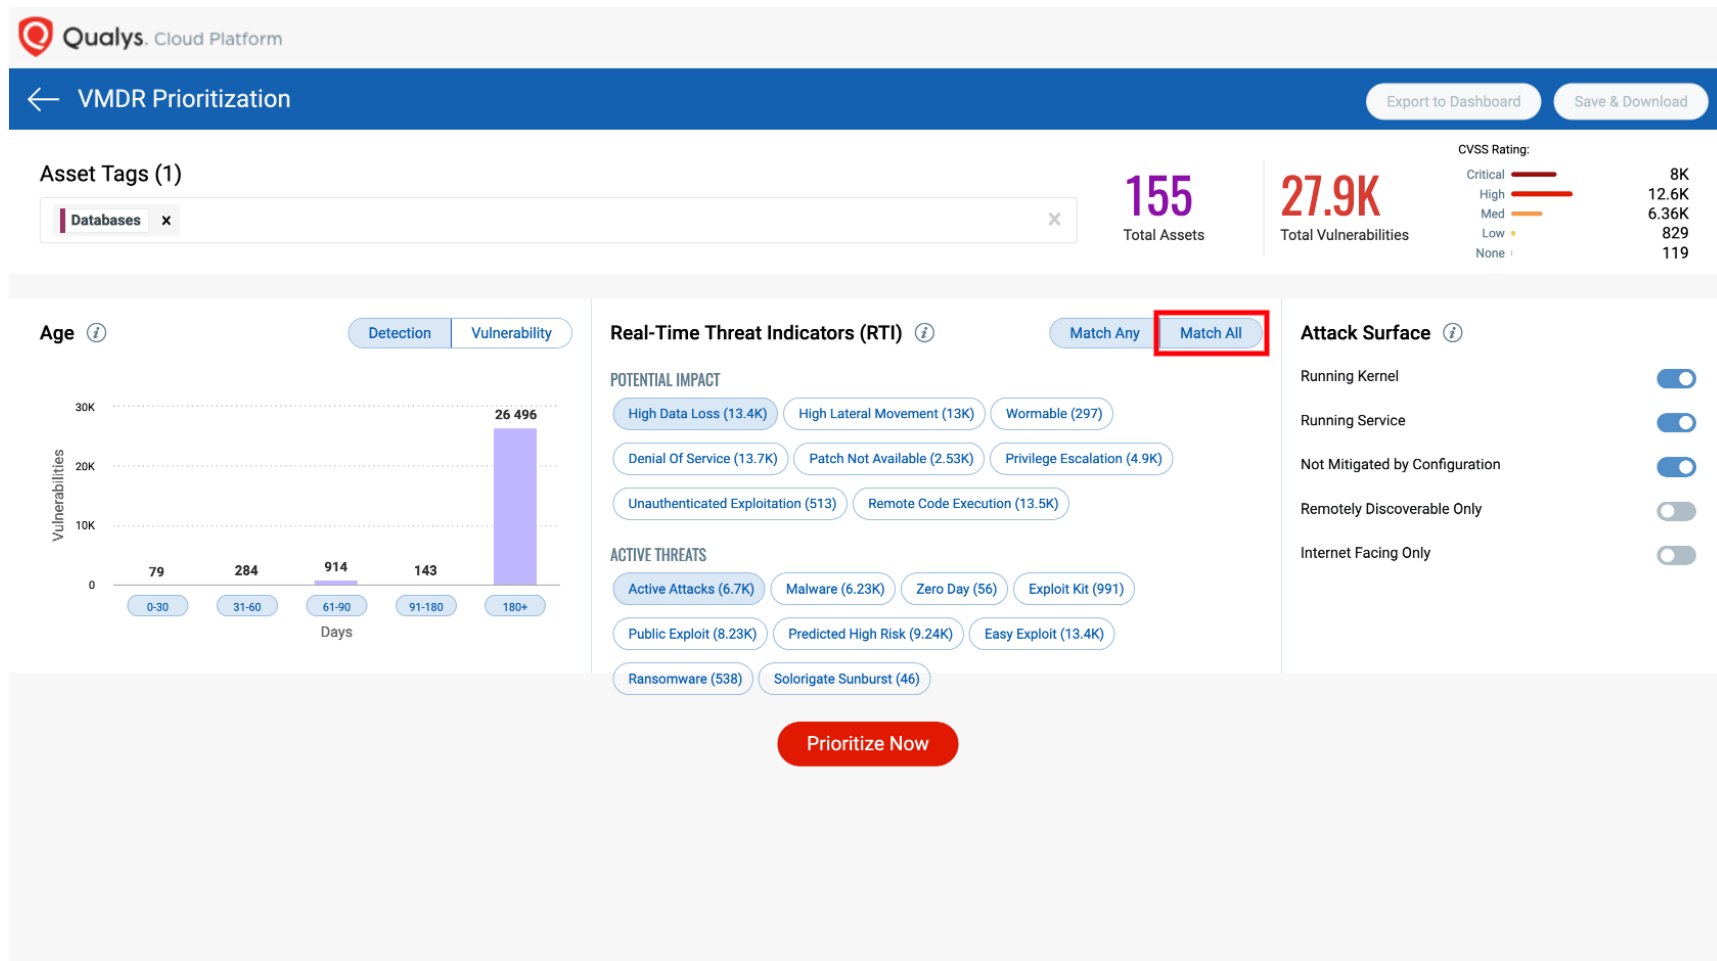 Qualys. Cloud Platform
VMDR Prioritization
Export to Dashboard
Save & Download
Asset Tags (1)
Databases
155
Total Assets
27.9K
Total Vulnerabilities
CVSS Rating:
Critical 8K
High 12.6K
Med 6.36K
Low 829
None 119
Age
Detection Vulnerability
Vulnerabilities
30K
20K
10K
0
79 284 914 143 26 496
0-30 31-60 61-90 91-180 180+
Days
Real-Time Threat Indicators (RTI)
Match Any Match All
POTENTIAL IMPACT
High Data Loss (13.4K) High Lateral Movement (13K) Wormable (297)
Denial Of Service (13.7K) Patch Not Available (2.53K) Privilege Escalation (4.9K)
Unauthenticated Exploitation (513) Remote Code Execution (13.5K)
ACTIVE THREATS
Active Attacks (6.7K) Malware (6.23K) Zero Day (56) Exploit Kit (991)
Public Exploit (8.23K) Predicted High Risk (9.24K) Easy Exploit (13.4K)
Ransomware (538) Solorigate Sunburst (46)
Attack Surface
Running Kernel
Running Service
Not Mitigated by Configuration
Remotely Discoverable Only
Internet Facing Only
Prioritize Now